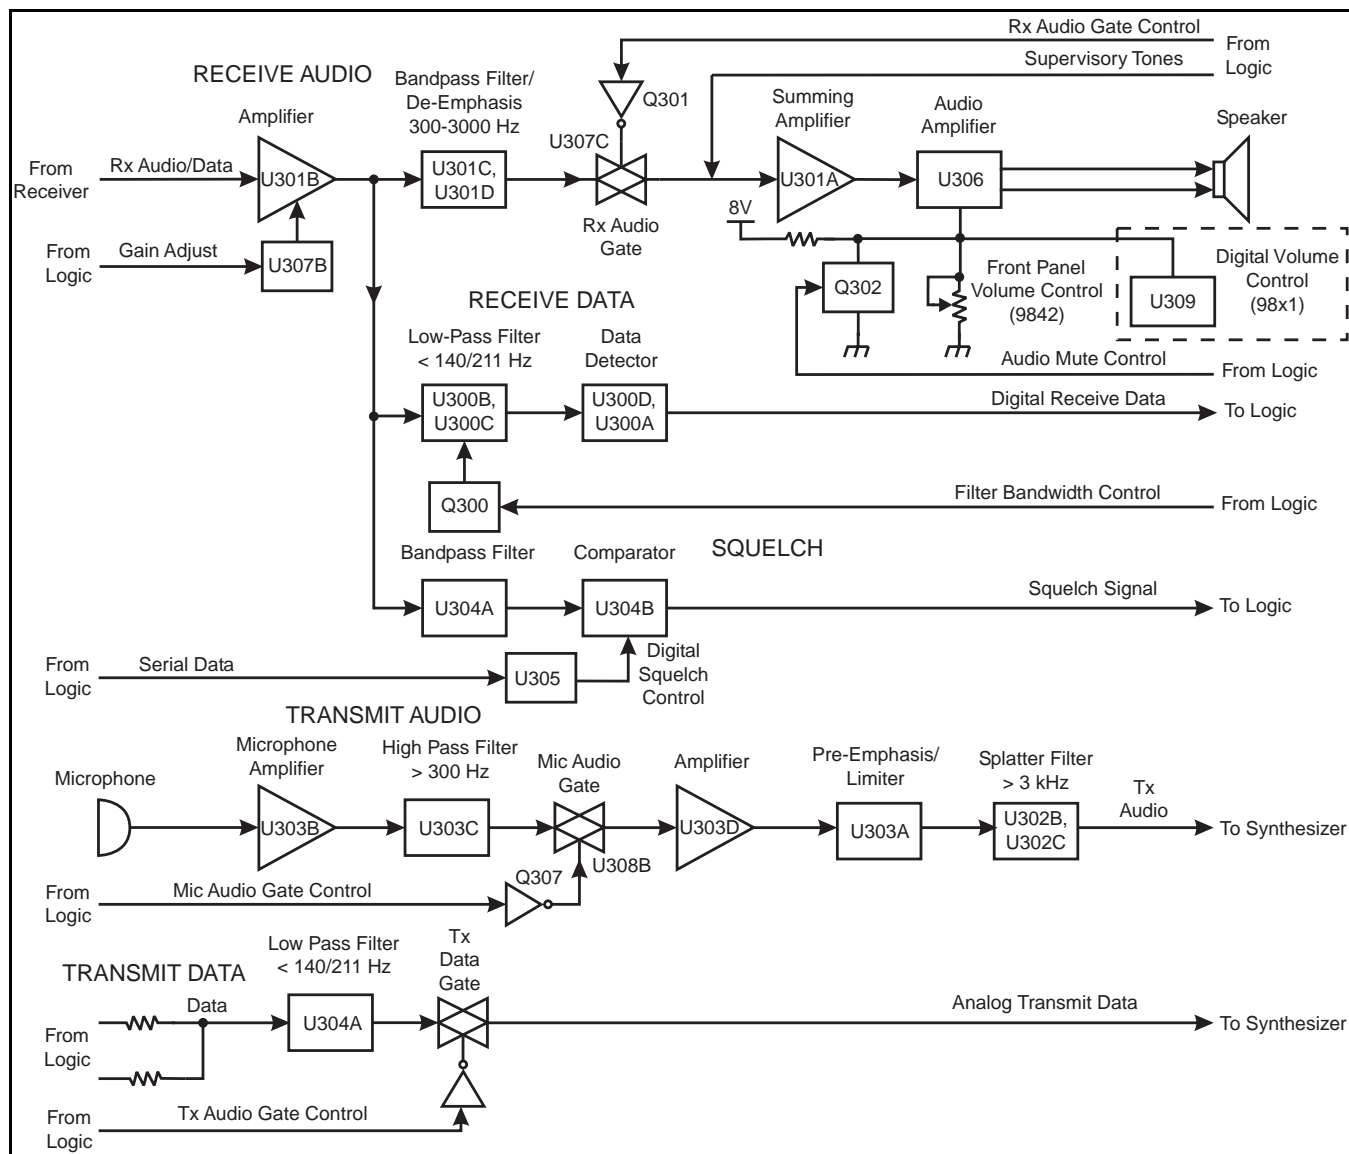 Rx Audio Gate Control
From
Logic
Supervisory Tones
RECEIVE AUDIO
Bandpass Filter/
De-Emphasis
300-3000 Hz
Q301
Summing
Amplifier
Audio
Amplifier
Speaker
Amplifier
U307C
From
Receiver
Rx Audio/Data
U301B
U301C,
U301D
U301A
U306
Rx Audio
Gate
8V
From
Logic
Gain Adjust
U307B
Q302
Front Panel
Volume Control
(9842)
U309
Digital Volume
Control
(98x1)
RECEIVE DATA
Low-Pass Filter
< 140/211 Hz
Data
Detector
Audio Mute Control
From Logic
U300B,
U300C
U300D,
U300A
Digital Receive Data
To Logic
Q300
Filter Bandwidth Control
From Logic
SQUELCH
Bandpass Filter
Comparator
U304A
U304B
Squelch Signal
To Logic
From
Logic
Serial Data
U305
Digital
Squelch
Control
TRANSMIT AUDIO
Microphone
Microphone
Amplifier
High Pass Filter
> 300 Hz
Mic Audio
Gate
Amplifier
Pre-Emphasis/
Limiter
Splatter Filter
> 3 kHz
Tx
Audio
U303B
U303C
U308B
U303D
U303A
U302B,
U302C
To Synthesizer
From
Logic
Mic Audio Gate Control
Q307
TRANSMIT DATA
Low Pass Filter
< 140/211 Hz
Tx
Data
Gate
Data
From
Logic
U304A
Analog Transmit Data
To Synthesizer
From
Logic
Tx Audio Gate Control